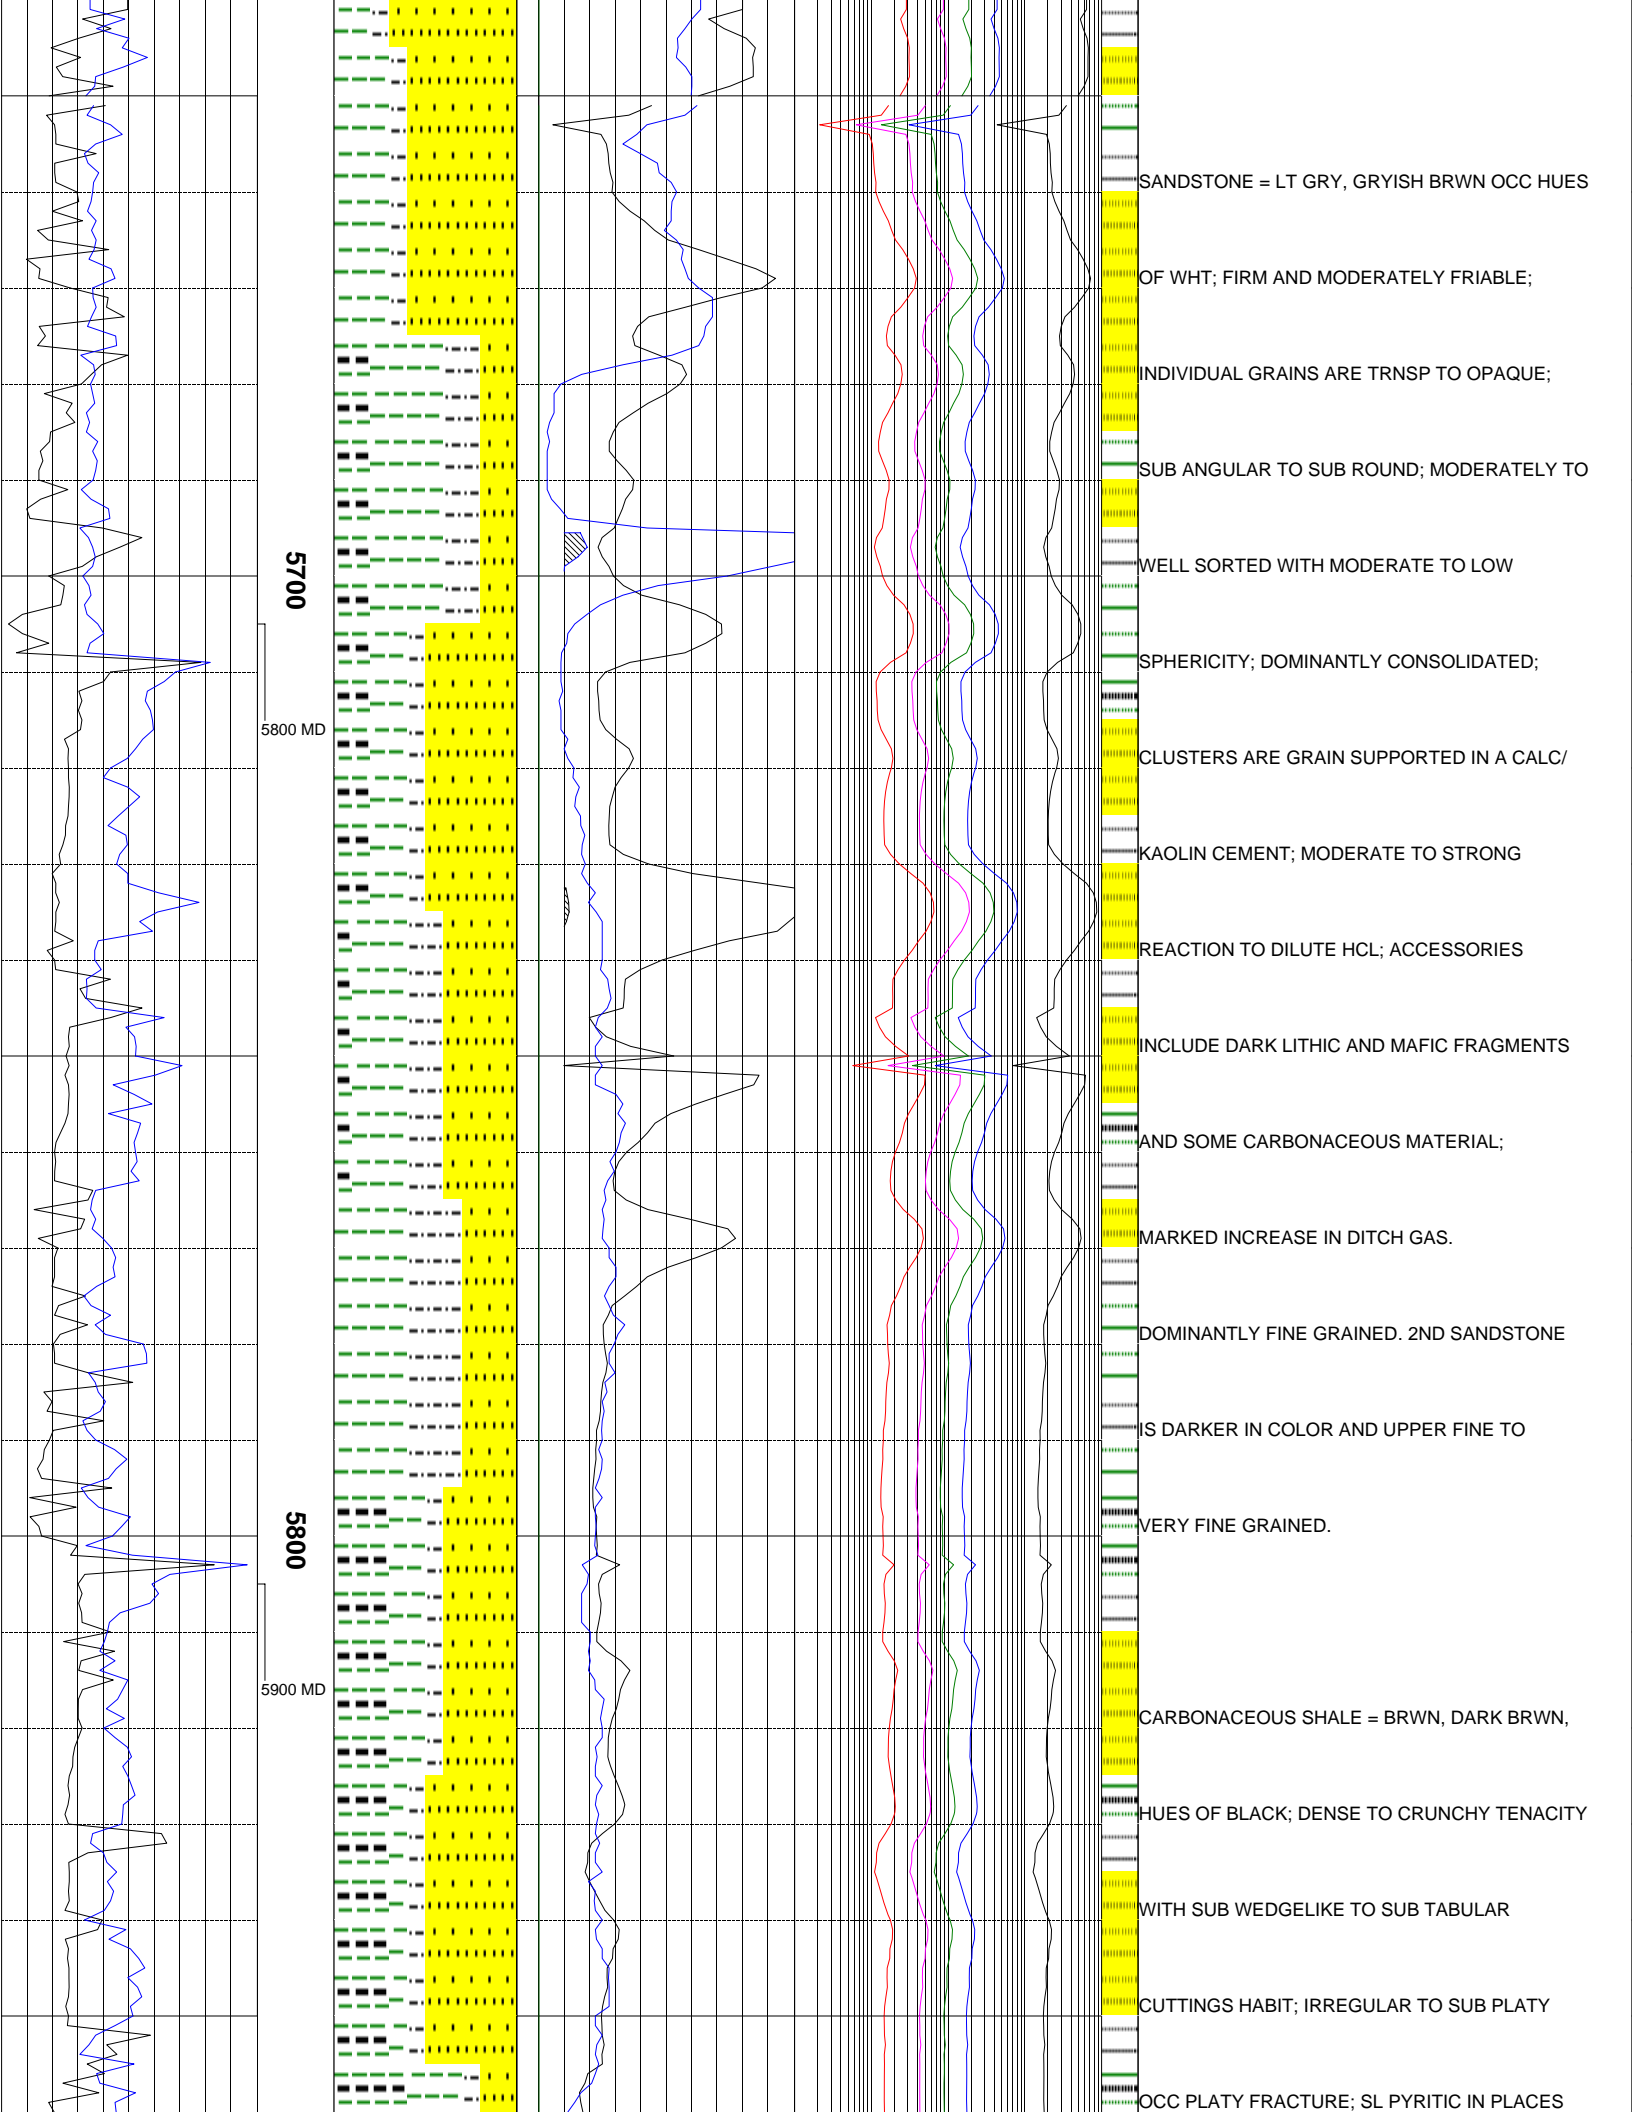 SANDSTONE = LT GRY, GRYISH BRWN OCC HUES
OF WHT; FIRM AND MODERATELY FRIABLE;
INDIVIDUAL GRAINS ARE TRNSP TO OPAQUE;
SUB ANGULAR TO SUB ROUND; MODERATELY TO
WELL SORTED WITH MODERATE TO LOW
5700
SPHERICITY; DOMINANTLY CONSOLIDATED;
5800 MD
CLUSTERS ARE GRAIN SUPPORTED IN A CALC/
KAOLIN CEMENT; MODERATE TO STRONG
REACTION TO DILUTE HCL; ACCESSORIES
INCLUDE DARK LITHIC AND MAFIC FRAGMENTS
AND SOME CARBONACEOUS MATERIAL;
MARKED INCREASE IN DITCH GAS.
DOMINANTLY FINE GRAINED. 2ND SANDSTONE
IS DARKER IN COLOR AND UPPER FINE TO
VERY FINE GRAINED.
5800
5900 MD
CARBONACEOUS SHALE = BRWN, DARK BRWN,
HUES OF BLACK; DENSE TO CRUNCHY TENACITY
WITH SUB WEDGELIKE TO SUB TABULAR
CUTTINGS HABIT; IRREGULAR TO SUB PLATY
OCC PLATY FRACTURE; SL PYRITIC IN PLACES